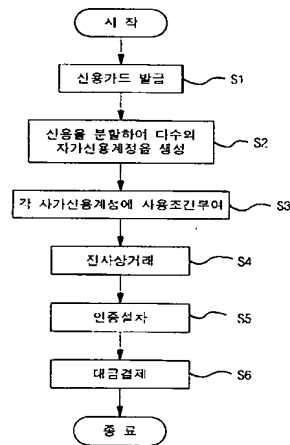 시 작
신용카드 발급
S1
신용을 분할하여 다수의
자가신용계정을 생성
S2
각 자가신용계정에 사용조건부여
S3
전자상거래
S4
인증절차
S5
대금결제
S6
종 료